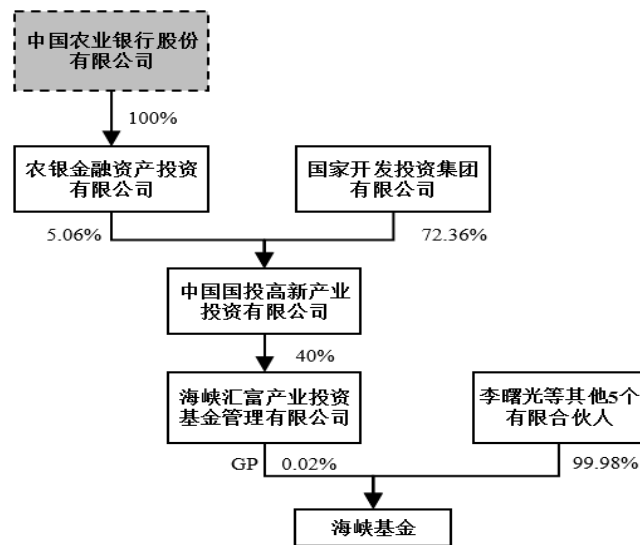 中国农业银行股份
有限公司
100%
农银金融资产投资
有限公司
国家开发投资集团
有限公司
5.06%
72.36%
中国国投高新产业
投资有限公司
40%
海峡汇富产业投资
基金管理有限公司
李曙光等其他5个
有限合伙人
GP 0.02%
99.98%
海峡基金